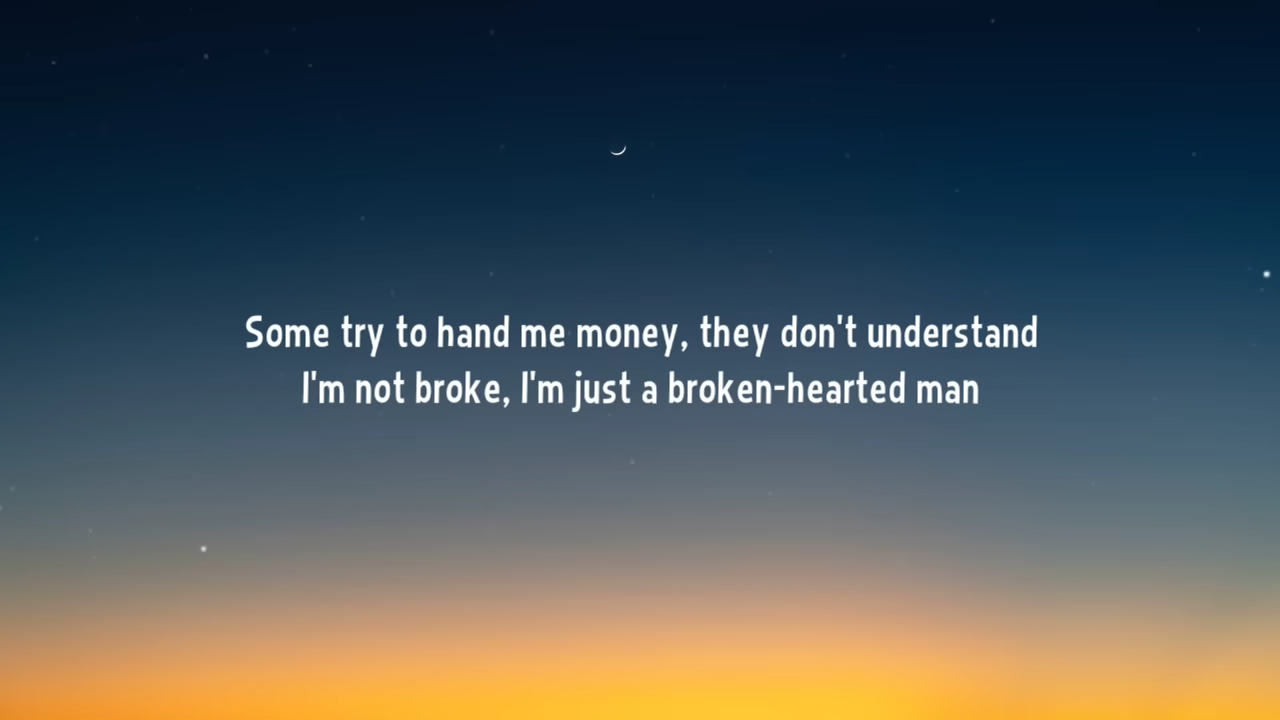 Some try to hand me money, they don't understand
I'm not broke, I'm just a broken-hearted man